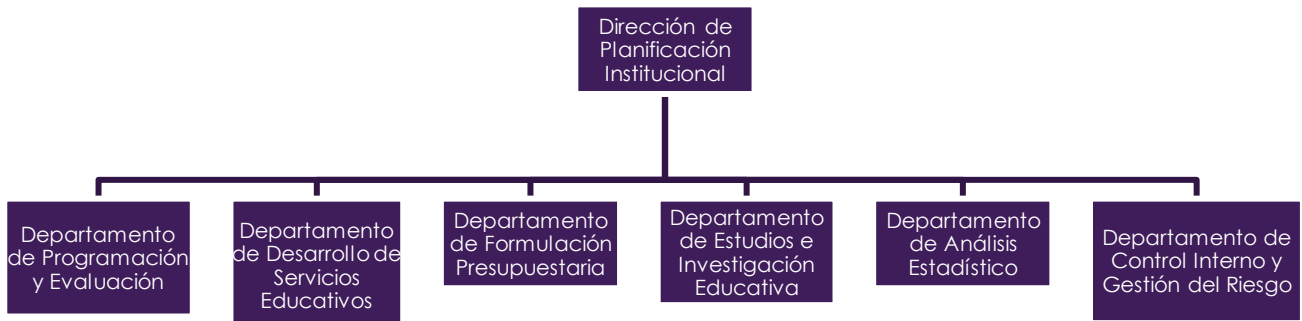 Dirección de
Planificación
Institucional
Departamento
de Programación
y Evaluación
Departamento
de Desarrollo de
Servicios
Educativos
Departamento
de Formulación
Presupuestaria
Departamento
de Estudios e
Investigación
Educativa
Departamento
de Análisis
Estadístico
Departamento de
Control Interno y
Gestión del Riesgo